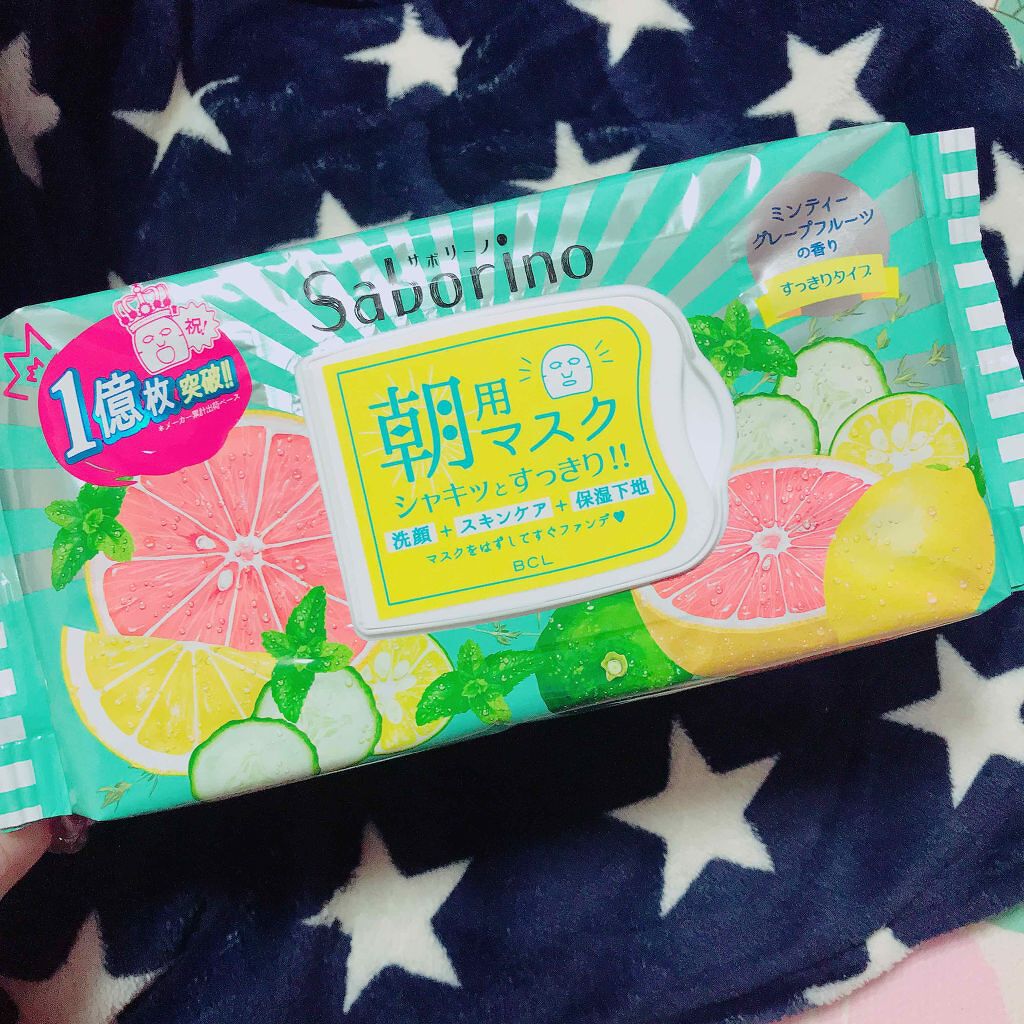 サボリーノ
Saborino
ミンティー
グレープフルーツ
の香り
すっきりタイプ
祝!
1億枚突破!!
*メーカー累計出荷ベース
朝用マスク
シャキッとすっきり!!
洗顔+スキンケア+保湿下地
マスクをはずしてすぐファンデ♥
BCL